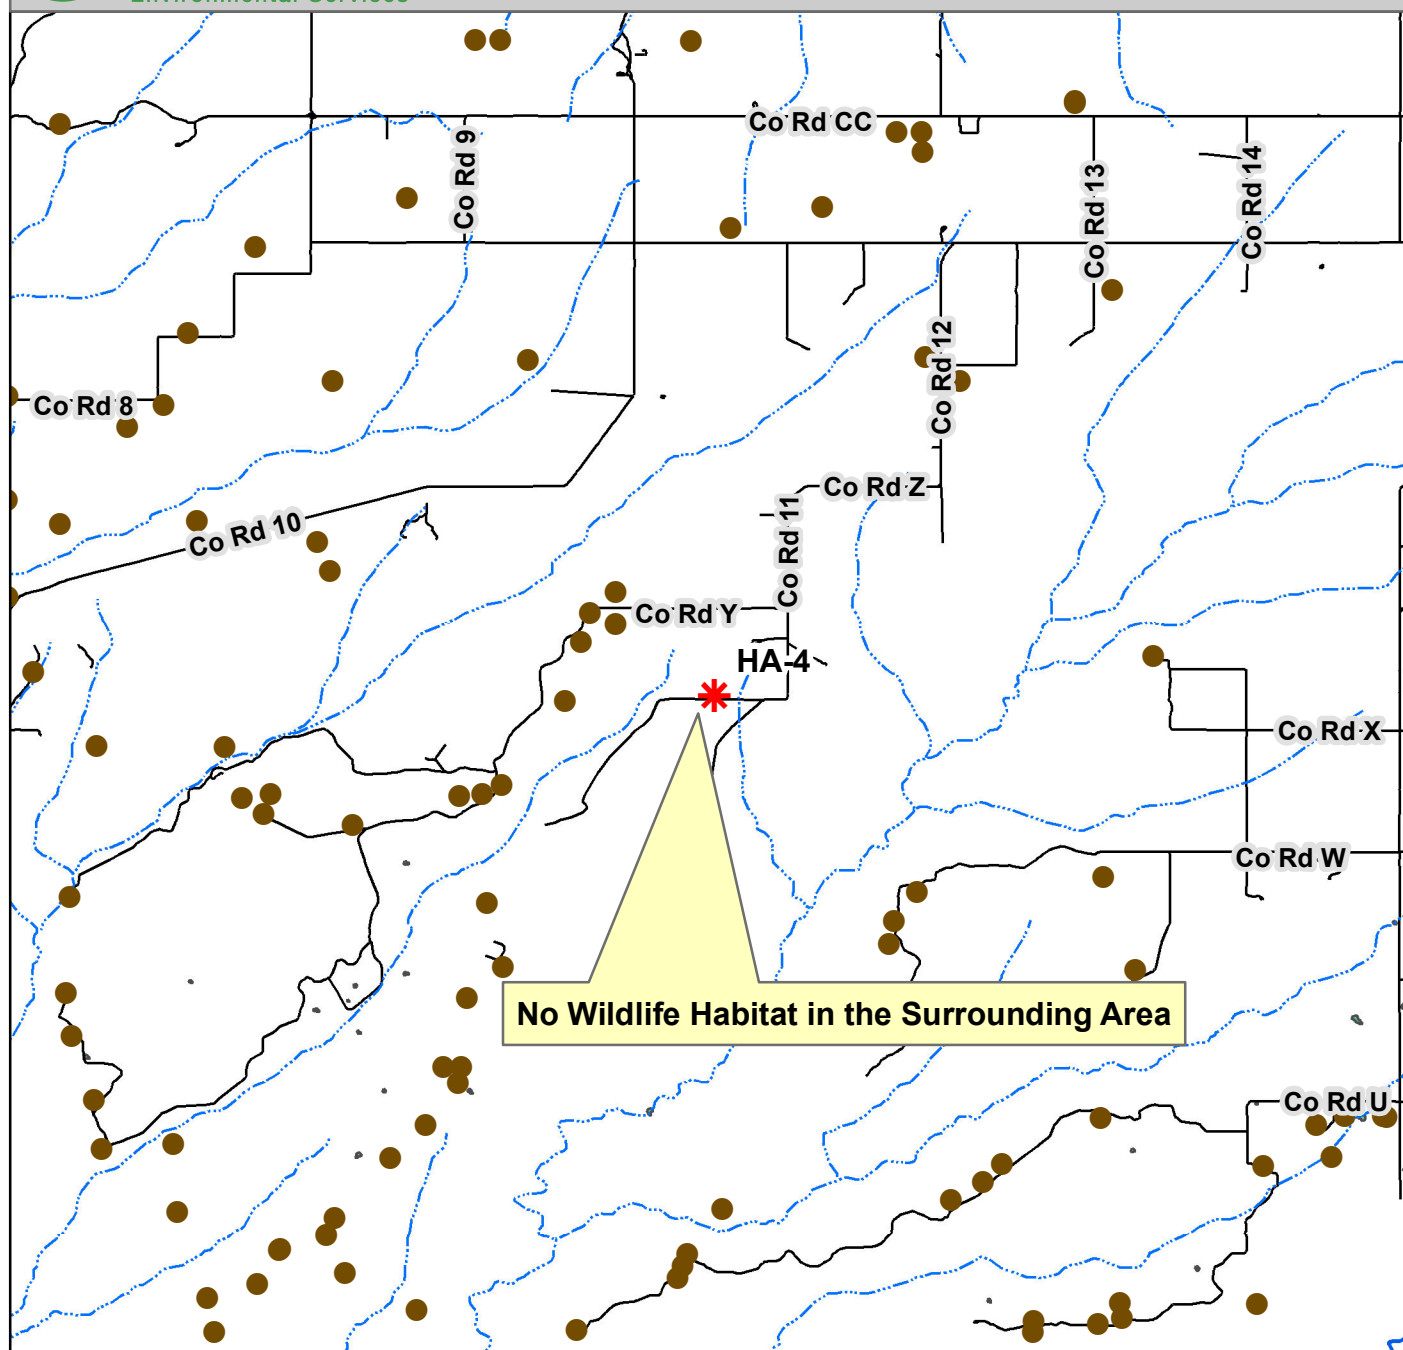 Environmental Services
Co Rd CC
Co Rd 9
Co Rd 13
Co Rd 14
Co Rd 12
Co Rd 8
Co Rd Z
Co Rd 10
Co Rd 11
Co Rd Y
HA-4
Co Rd X
Co Rd W
No Wildlife Habitat in the Surrounding Area
Co Rd U